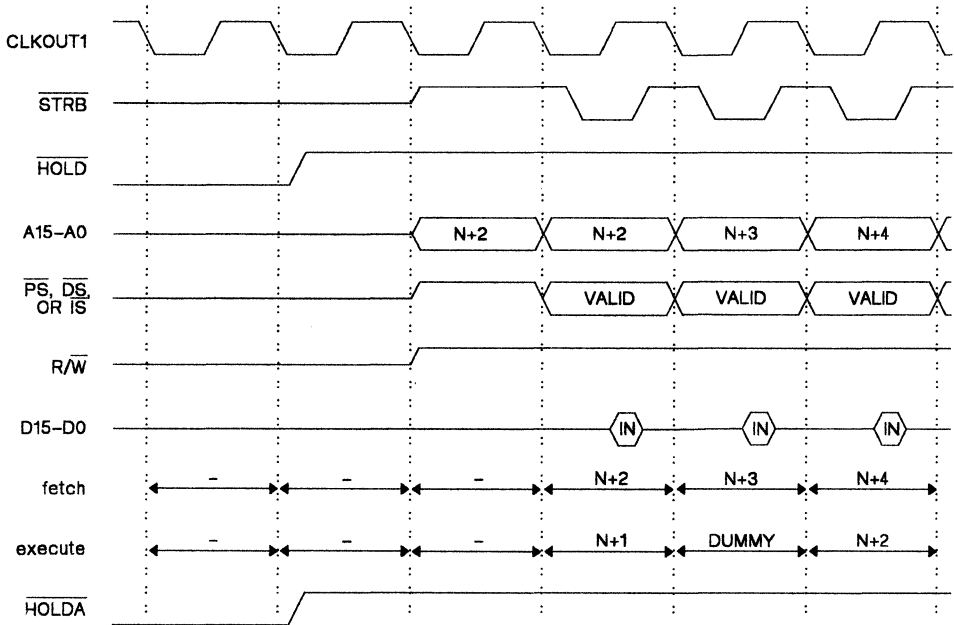 CLKOUT1
STRB
HOLD
A15–A0 N+2 N+2 N+3 N+4
PS, DS, OR IS VALID VALID VALID
R/W
D15–D0 IN IN IN
fetch – – – N+2 N+3 N+4
execute – – – N+1 DUMMY N+2
HOLDA